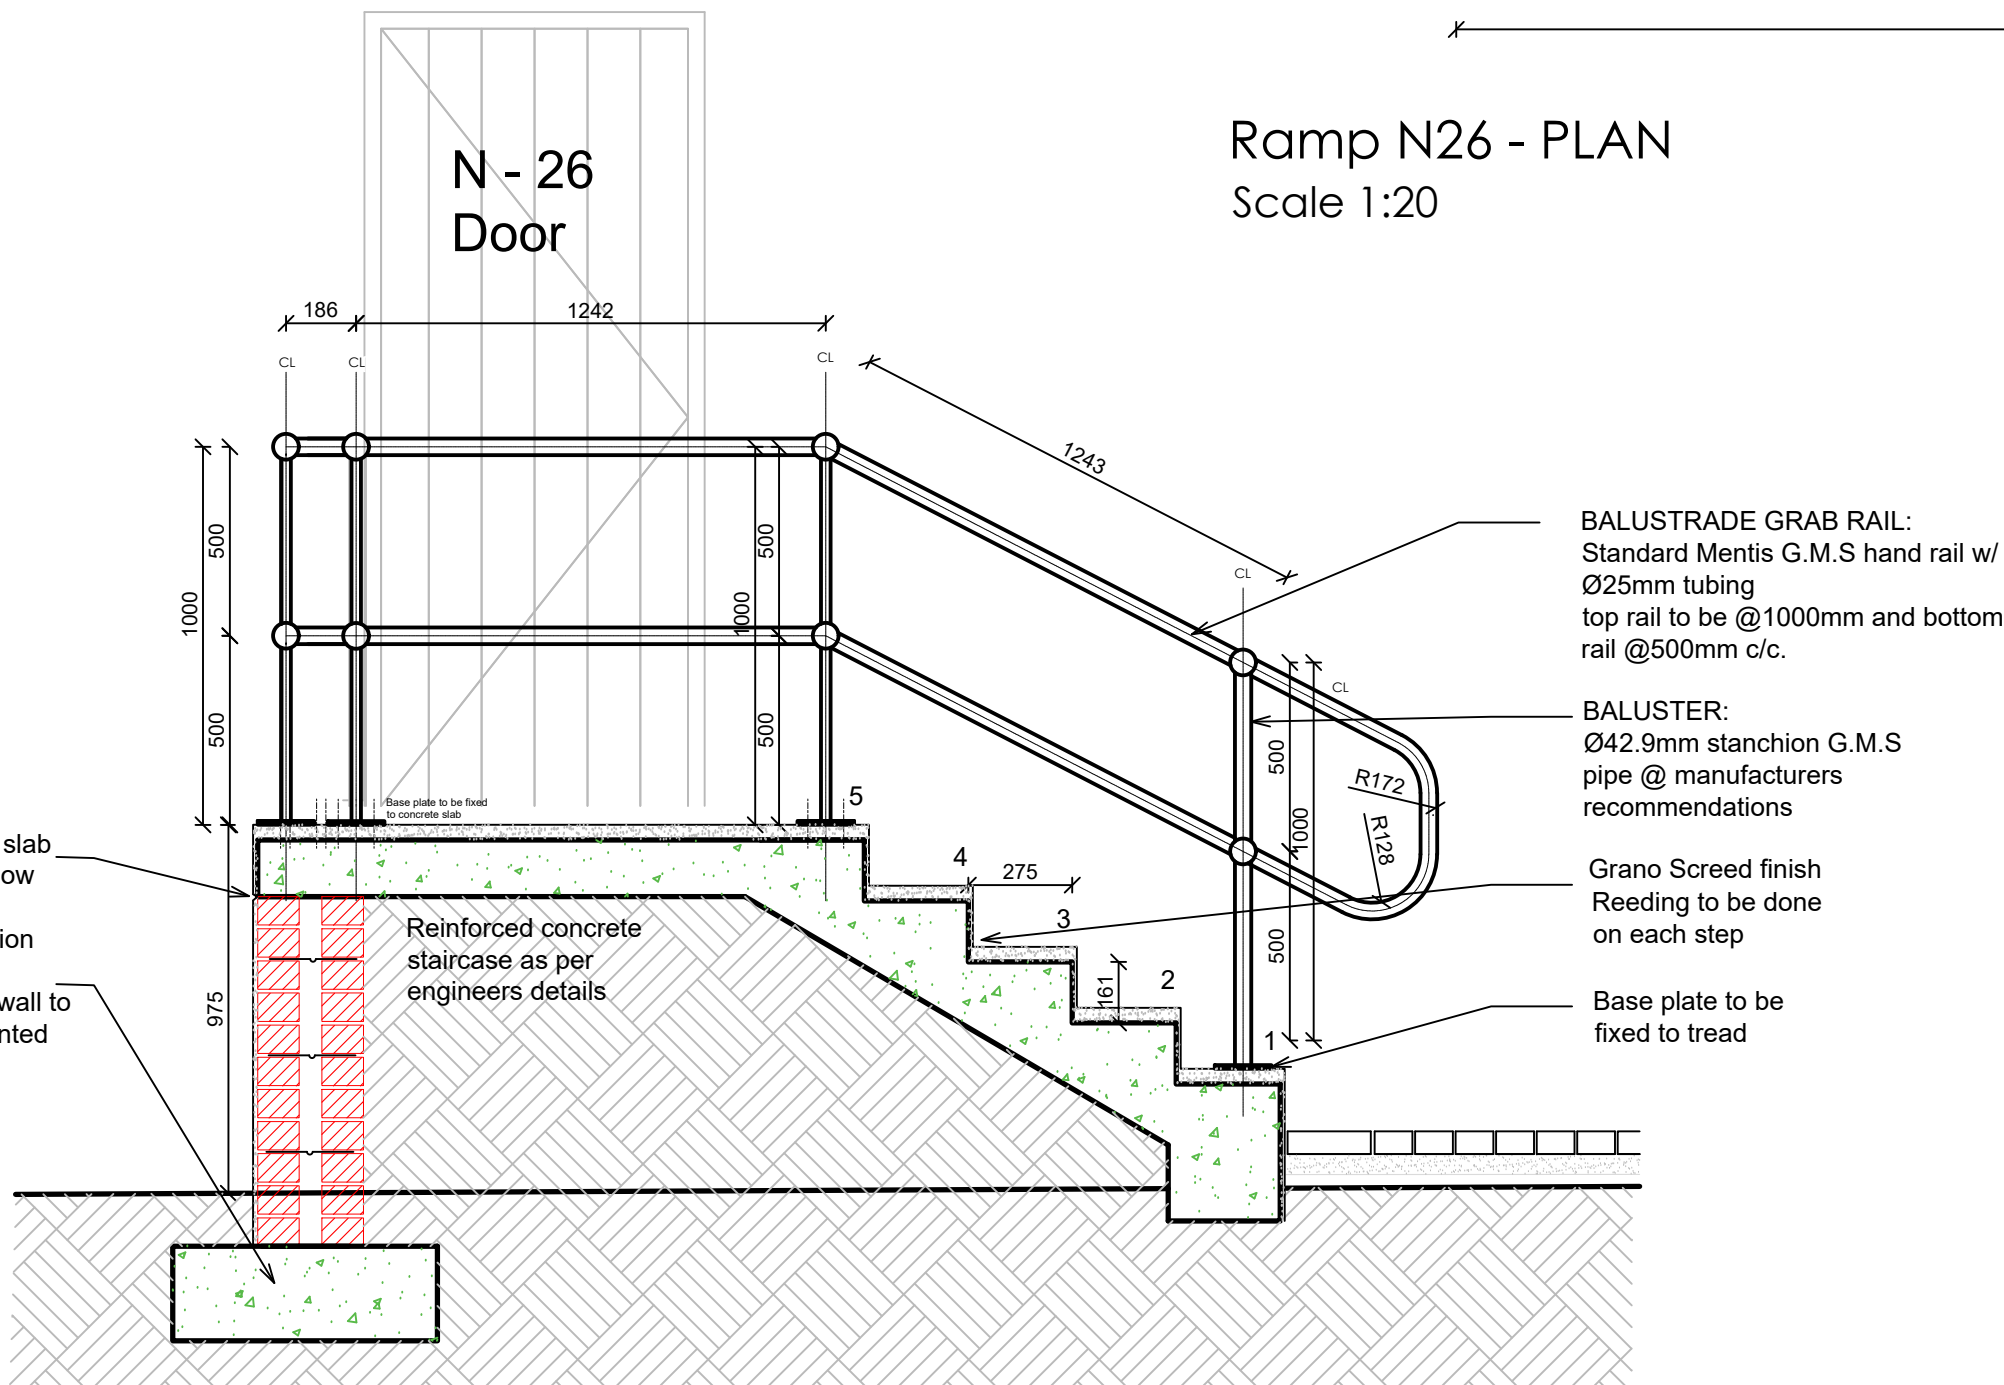 Ramp N26 - PLAN
Scale 1:20
N - 26
Door
186
1242
CL
CL
CL
1243
CL
CL
500
1000
500
500
1000
500
500
1000
500
R172
R128
BALUSTRADE GRAB RAIL:
Standard Mentis G.M.S hand rail w/
Ø25mm tubing
top rail to be @1000mm and bottom
rail @500mm c/c.
BALUSTER:
Ø42.9mm stanchion G.M.S
pipe @ manufacturers
recommendations
Grano Screed finish
Reeding to be done
on each step
Base plate to be
fixed to tread
Base plate to be fixed
to concrete slab
5
4
275
3
161
2
1
slab
ow
ion
wall to
nted
975
Reinforced concrete
staircase as per
engineers details